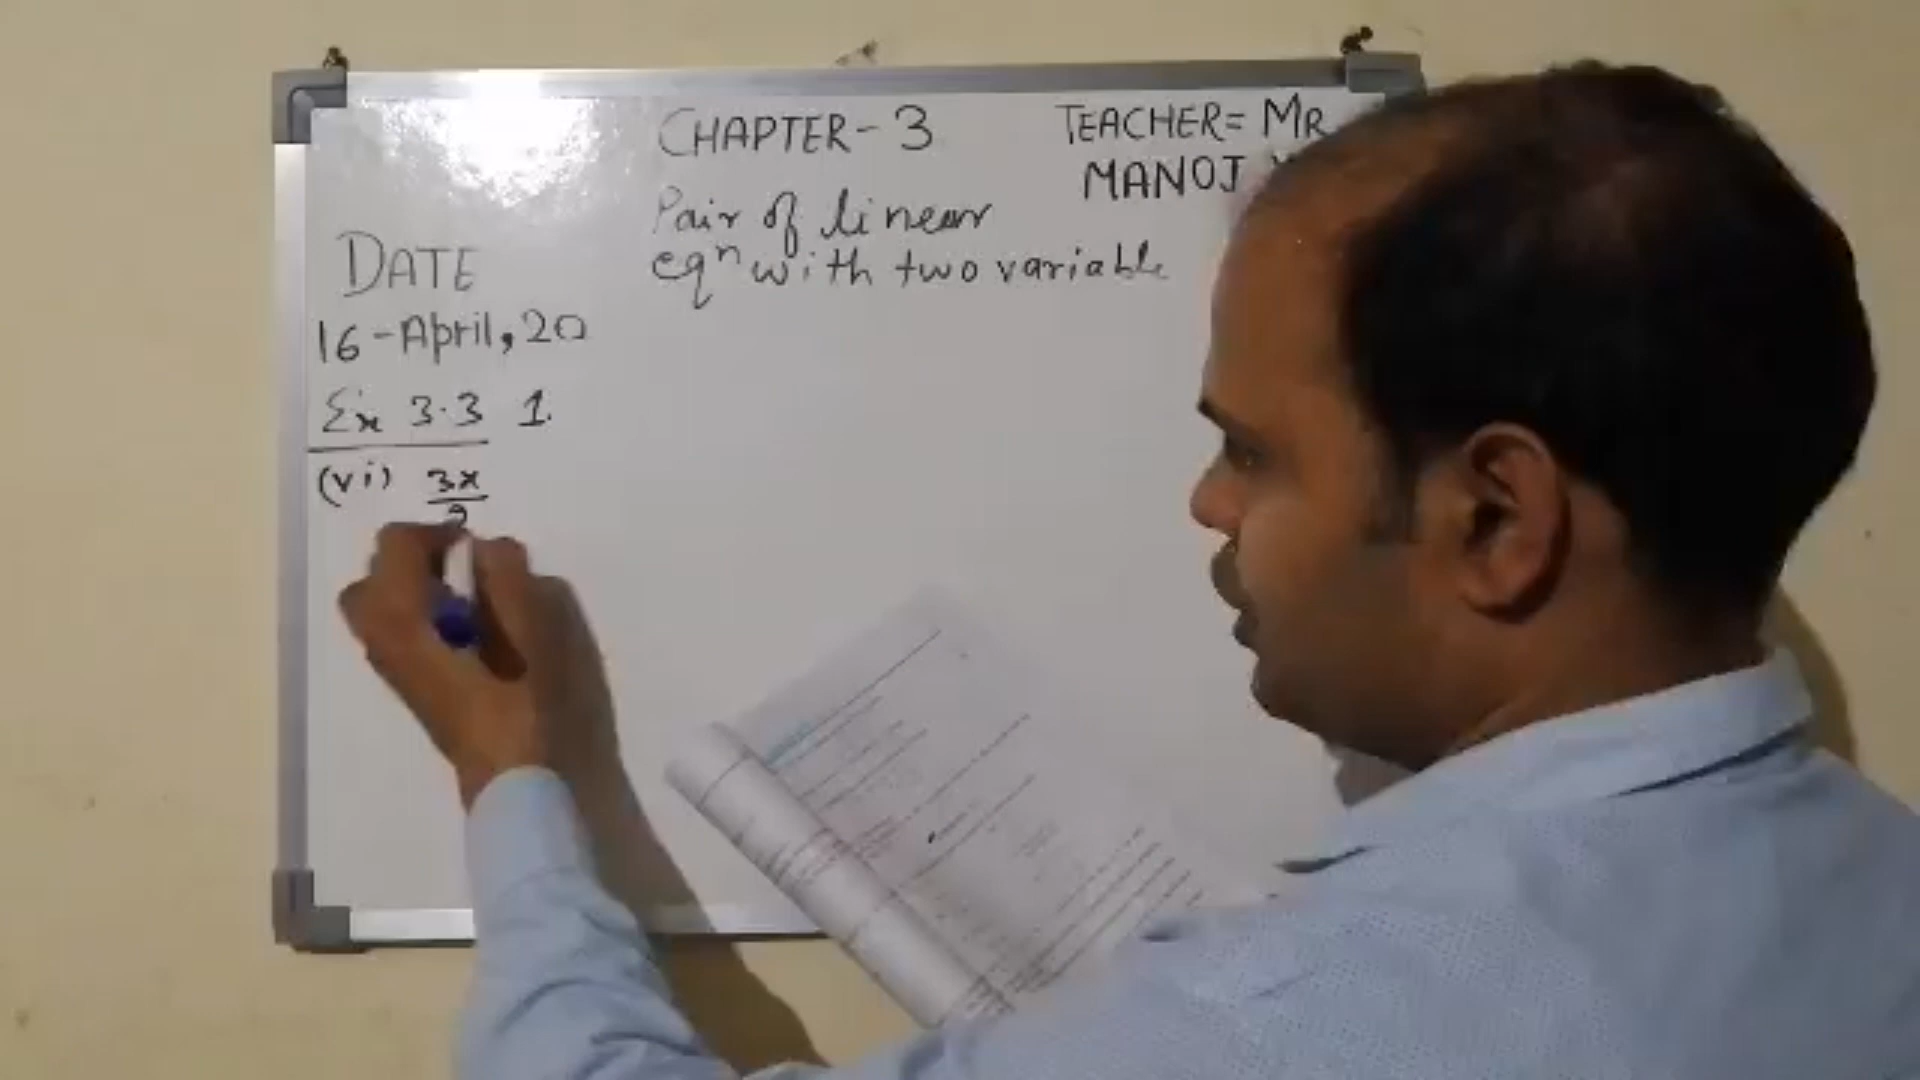 CHAPTER-3
TEACHER= MR
MANOJ
Pair of linear
eqⁿ with two variable
DATE
16-April, 20
Ex 3.3 1.
(vi) 3x/2